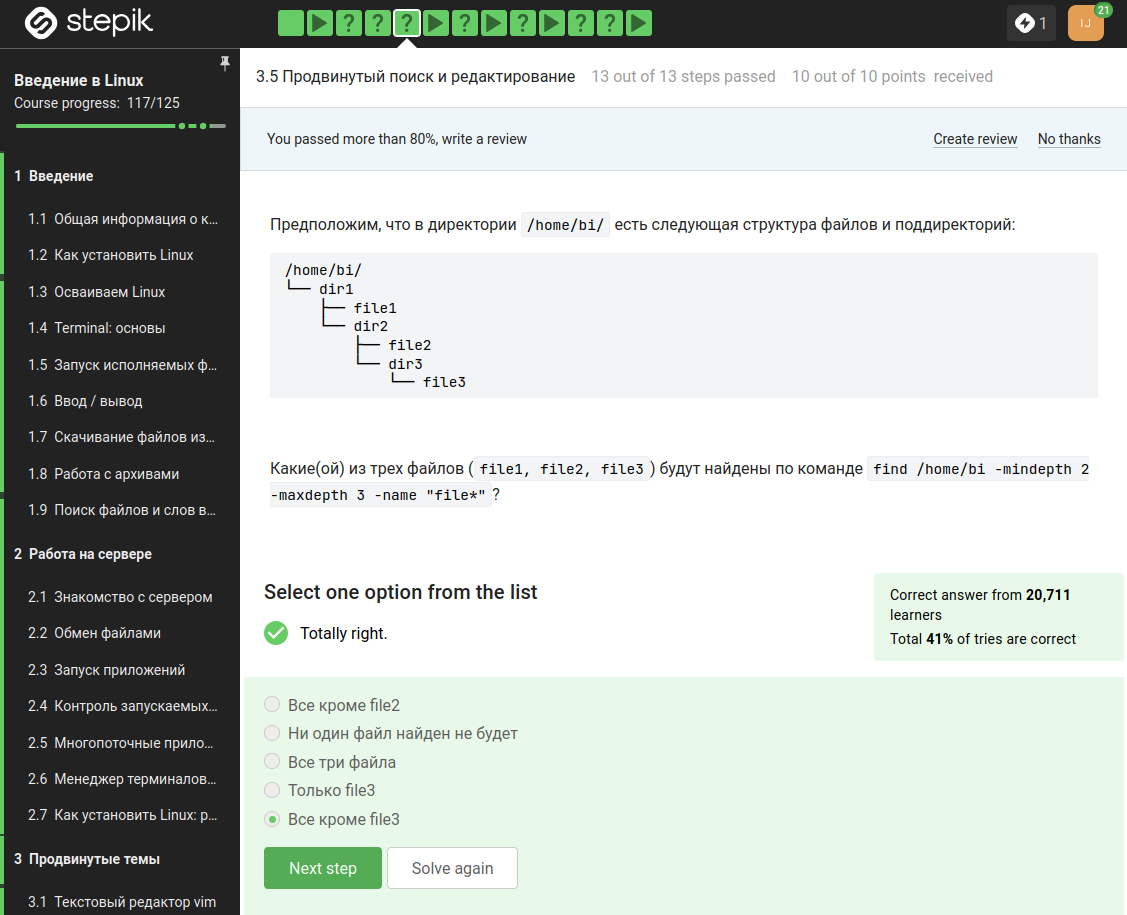 stepik
? ? ? ? ? ? ?
1
IJ
21
Введение в Linux
Course progress: 117/125
1 Введение
1.1 Общая информация о к...
1.2 Как установить Linux
1.3 Осваиваем Linux
1.4 Terminal: основы
1.5 Запуск исполняемых ф...
1.6 Ввод / вывод
1.7 Скачивание файлов из...
1.8 Работа с архивами
1.9 Поиск файлов и слов в...
2 Работа на сервере
2.1 Знакомство с сервером
2.2 Обмен файлами
2.3 Запуск приложений
2.4 Контроль запускаемых...
2.5 Многопоточные прило...
2.6 Менеджер терминалов...
2.7 Как установить Linux: р...
3 Продвинутые темы
3.1 Текстовый редактор vim
3.5 Продвинутый поиск и редактирование 13 out of 13 steps passed 10 out of 10 points received
You passed more than 80%, write a review Create review No thanks
Предположим, что в директории /home/bi/ есть следующая структура файлов и поддиректорий:
/home/bi/
└── dir1
    ├── file1
    └── dir2
        ├── file2
        └── dir3
            └── file3
Какие(ой) из трех файлов ( file1, file2, file3 ) будут найдены по команде find /home/bi -mindepth 2
-maxdepth 3 -name "file*" ?
Select one option from the list
Totally right.
Correct answer from 20,711
learners
Total 41% of tries are correct
Все кроме file2
Ни один файл найден не будет
Все три файла
Только file3
Все кроме file3
Next step
Solve again